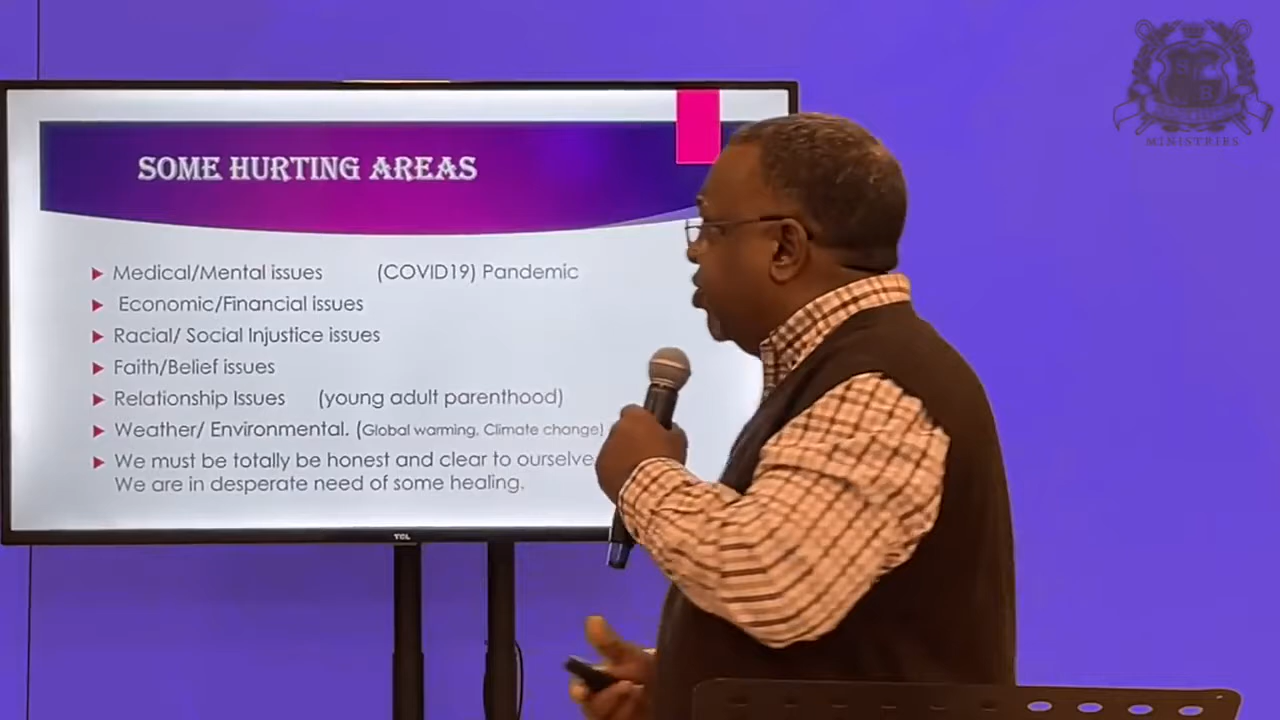 SOME HURTING AREAS
Medical/Mental issues (COVID19) Pandemic
Economic/Financial issues
Racial/ Social Injustice issues
Faith/Belief issues
Relationship Issues (young adult parenthood)
Weather/ Environmental. (Global warming, Climate change)
We must be totally be honest and clear to ourselve
We are in desperate need of some healing.
TCL
MINISTRIES